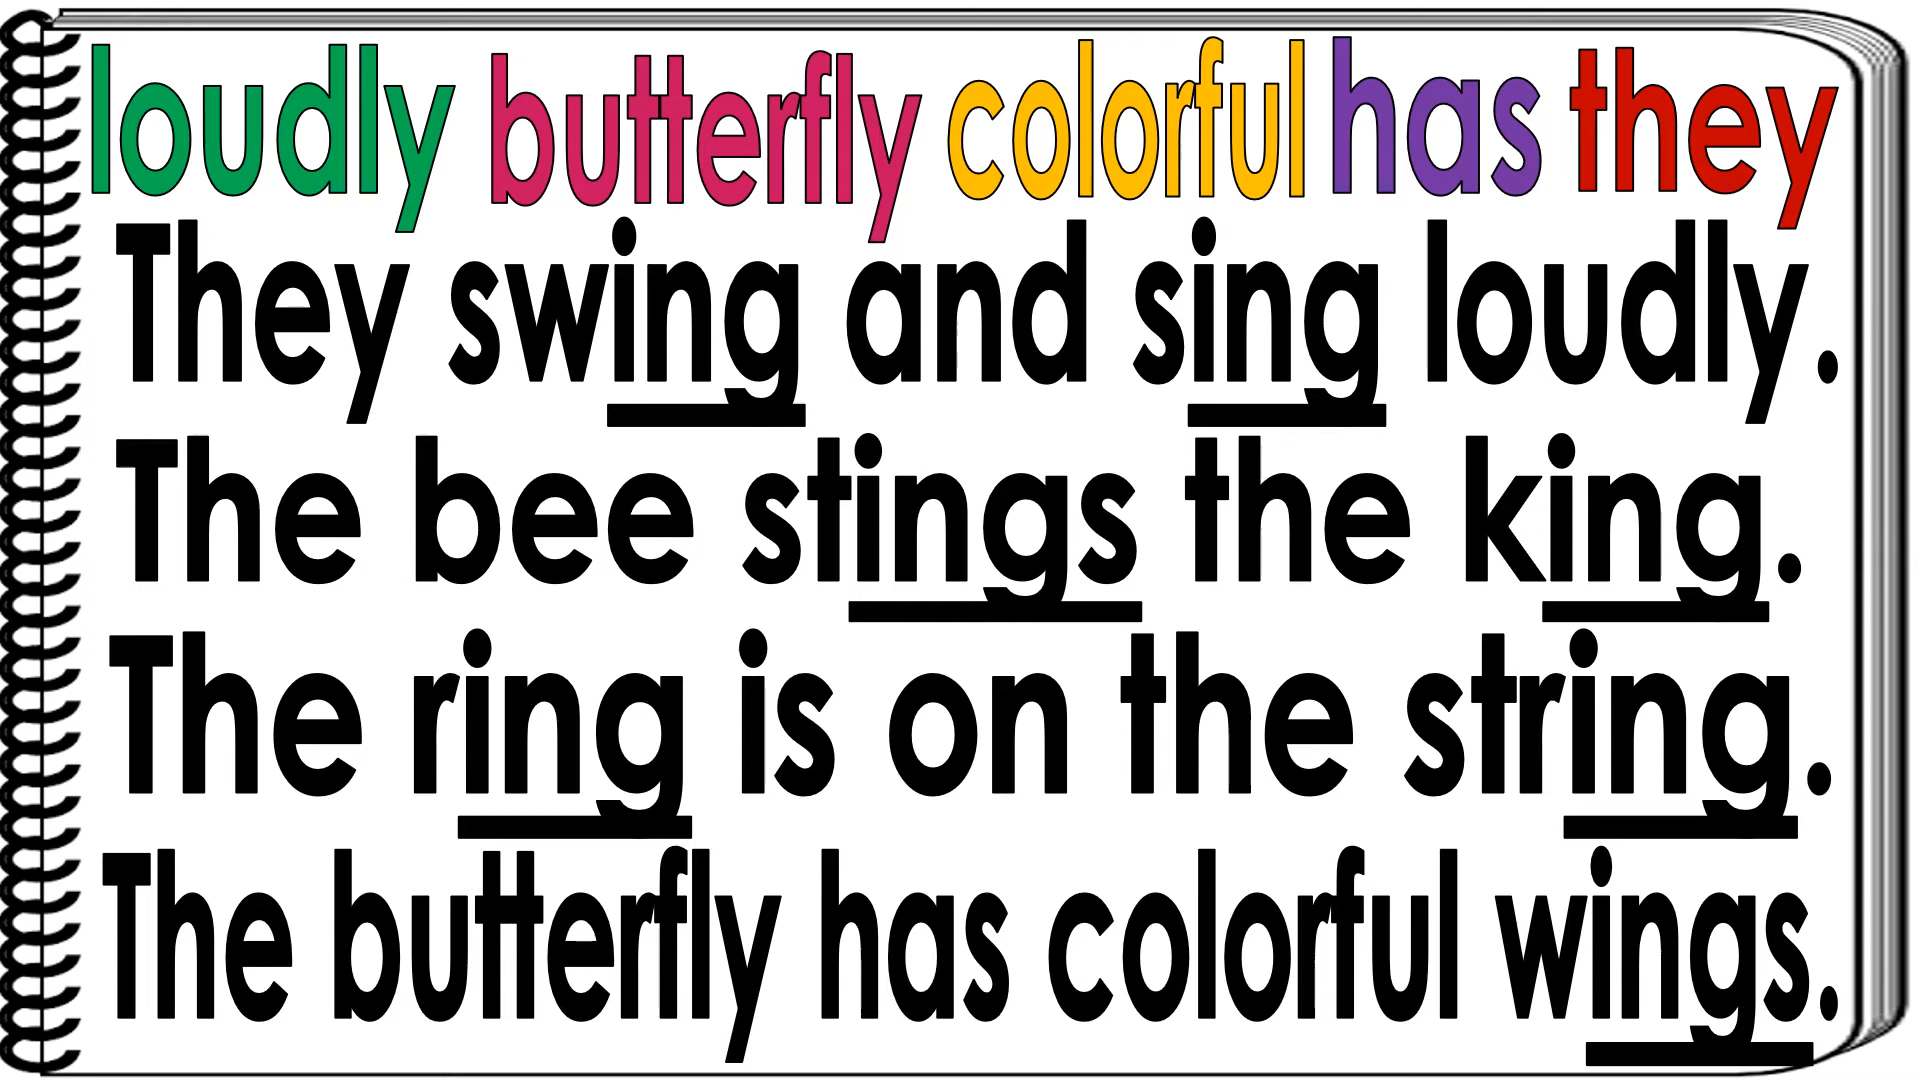 loudly butterfly colorful has they
They swing and sing loudly.
The bee stings the king.
The ring is on the string.
The butterfly has colorful wings.